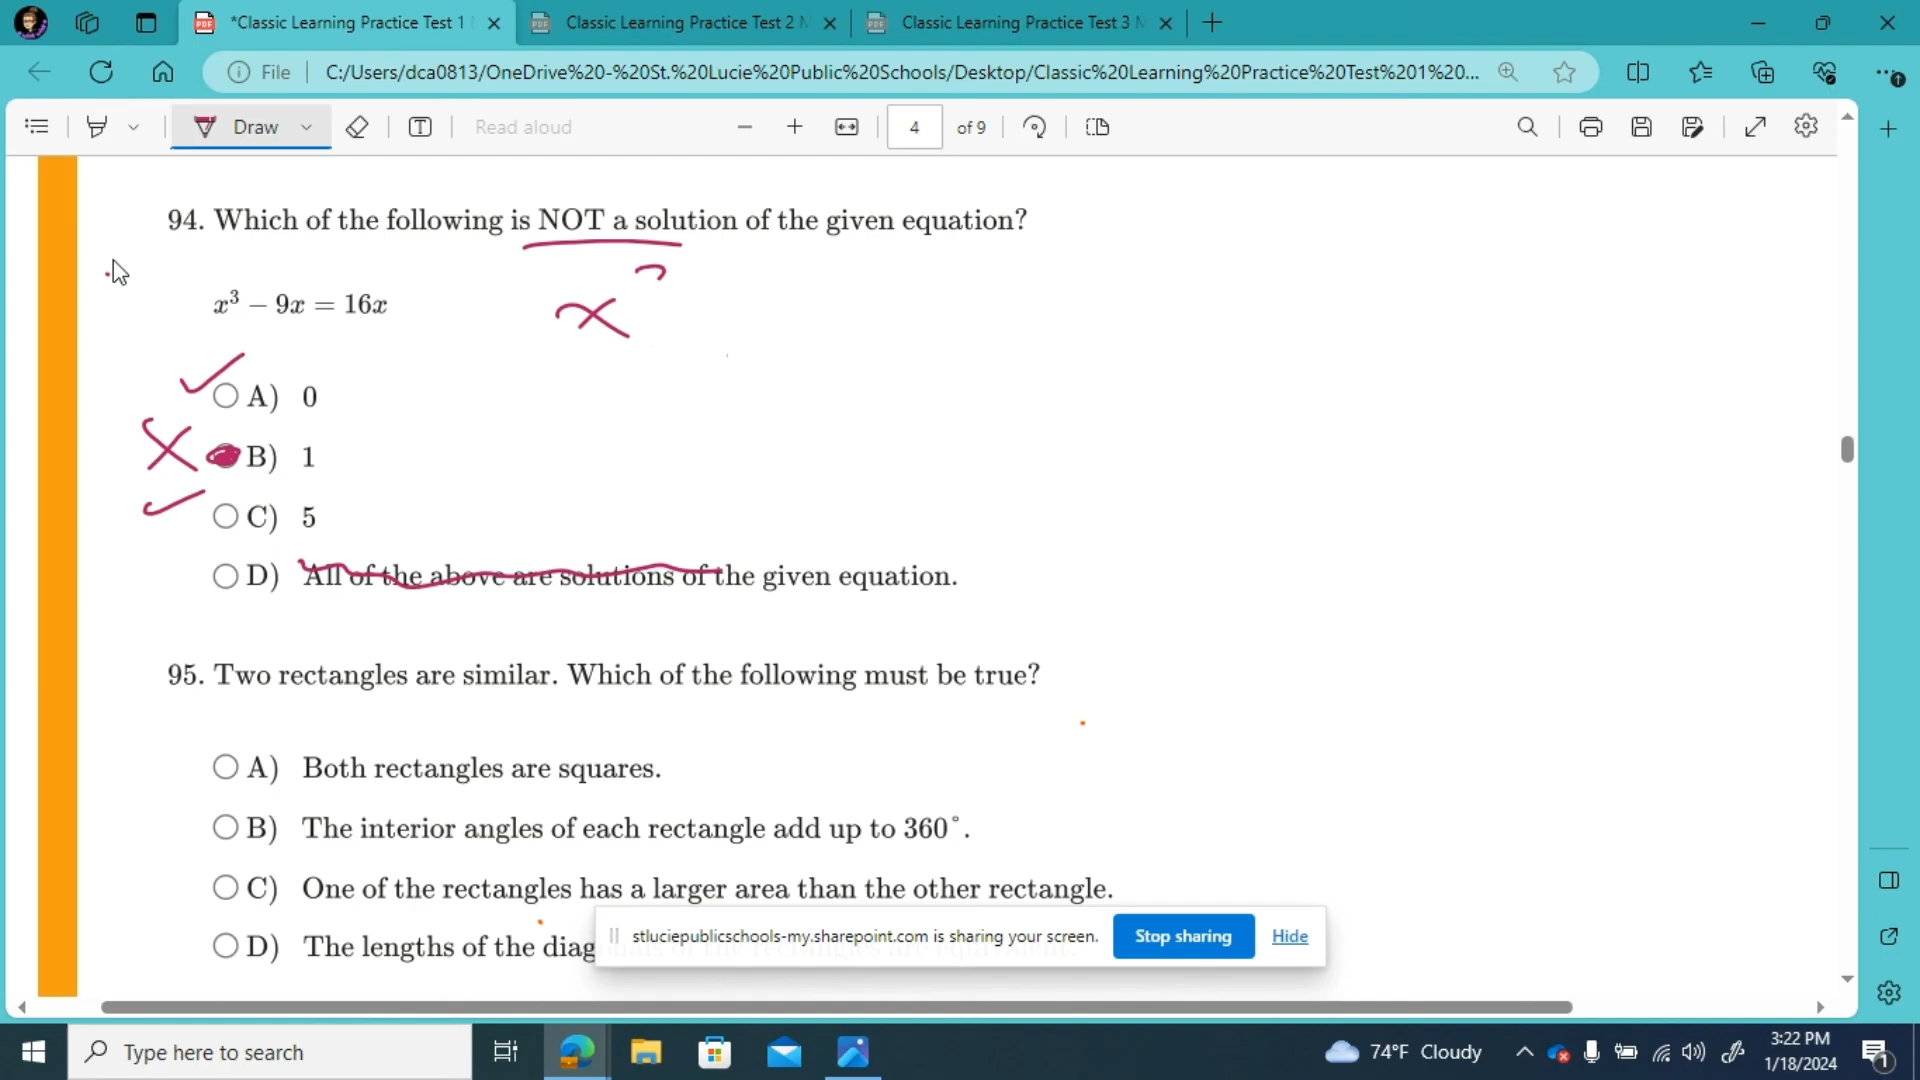 *Classic Learning Practice Test 1
Classic Learning Practice Test 2
Classic Learning Practice Test 3
File
C:/Users/dca0813/OneDrive%20-%20St.%20Lucie%20Public%20Schools/Desktop/Classic%20Learning%20Practice%20Test%201%20...
Draw
Read aloud
4 of 9
94. Which of the following is NOT a solution of the given equation?
x³ − 9x = 16x
x
A) 0
B) 1
C) 5
D) All of the above are solutions of the given equation.
95. Two rectangles are similar. Which of the following must be true?
A) Both rectangles are squares.
B) The interior angles of each rectangle add up to 360°.
C) One of the rectangles has a larger area than the other rectangle.
D) The lengths of the diag
stluciepublicschools-my.sharepoint.com is sharing your screen.
Stop sharing
Hide
Type here to search
74°F Cloudy
3:22 PM
1/18/2024
1